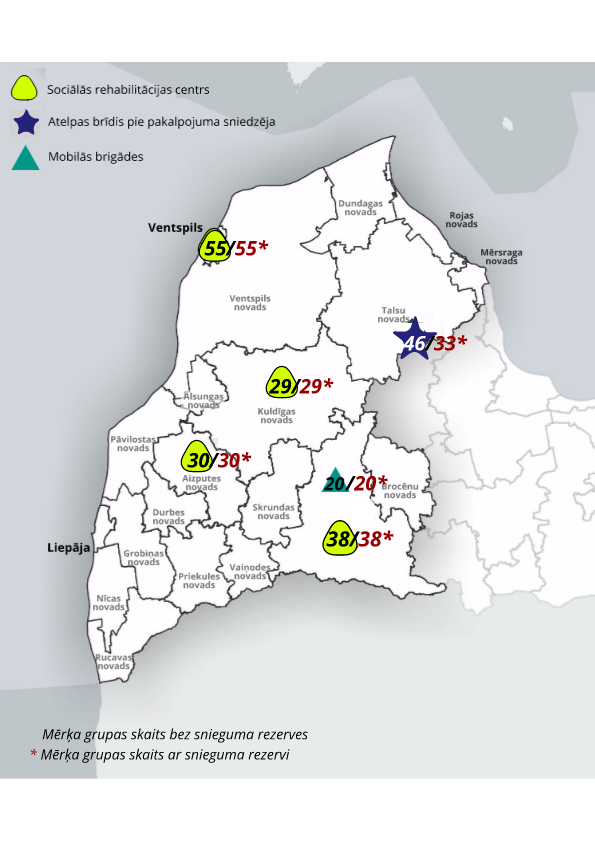 Sociālās rehabilitācijas centrs
Atelpas brīdis pie pakalpojuma sniedzēja
Mobilās brigādes
Dundagas
novads
Rojas
novads
Ventspils
55/55*
Mērsraga
novads
Ventspils
novads
Talsu
novads
46/33*
29/29*
Alsungas
novads
Kuldīgas
novads
Pāvilostas
novads
30/30*
Aizputes
novads
20/20*
Brocēnu
novads
Skrundas
novads
Durbes
novads
38/38*
Liepāja
Grobiņas
novads
Vaiņodes
novads
Priekules
novads
Nīcas
novads
Rucavas
novads
Mērķa grupas skaits bez snieguma rezerves
* Mērķa grupas skaits ar snieguma rezervi